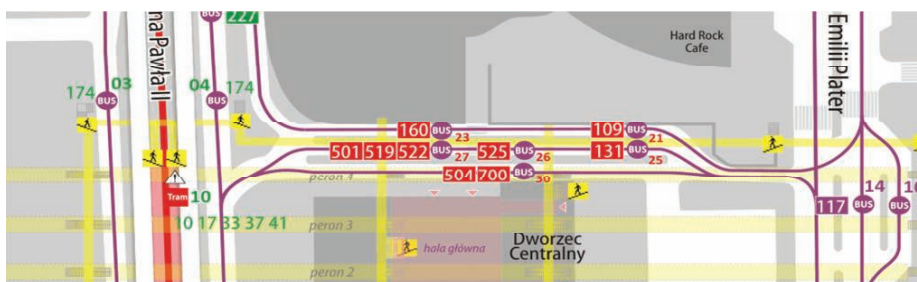 227
na Pawła II
174
03
BUS
04
BUS
174
Hard Rock
Cafe
Emilii Plater
160 BUS 23
109 BUS 21
501 519 522 BUS 27
525 BUS 26
131 BUS 25
peron 4
504 700 BUS 30
Tram 10
10 17 33 37 41
peron 3
hala główna
Dworzec
Centralny
peron 2
117
14
BUS
BUS